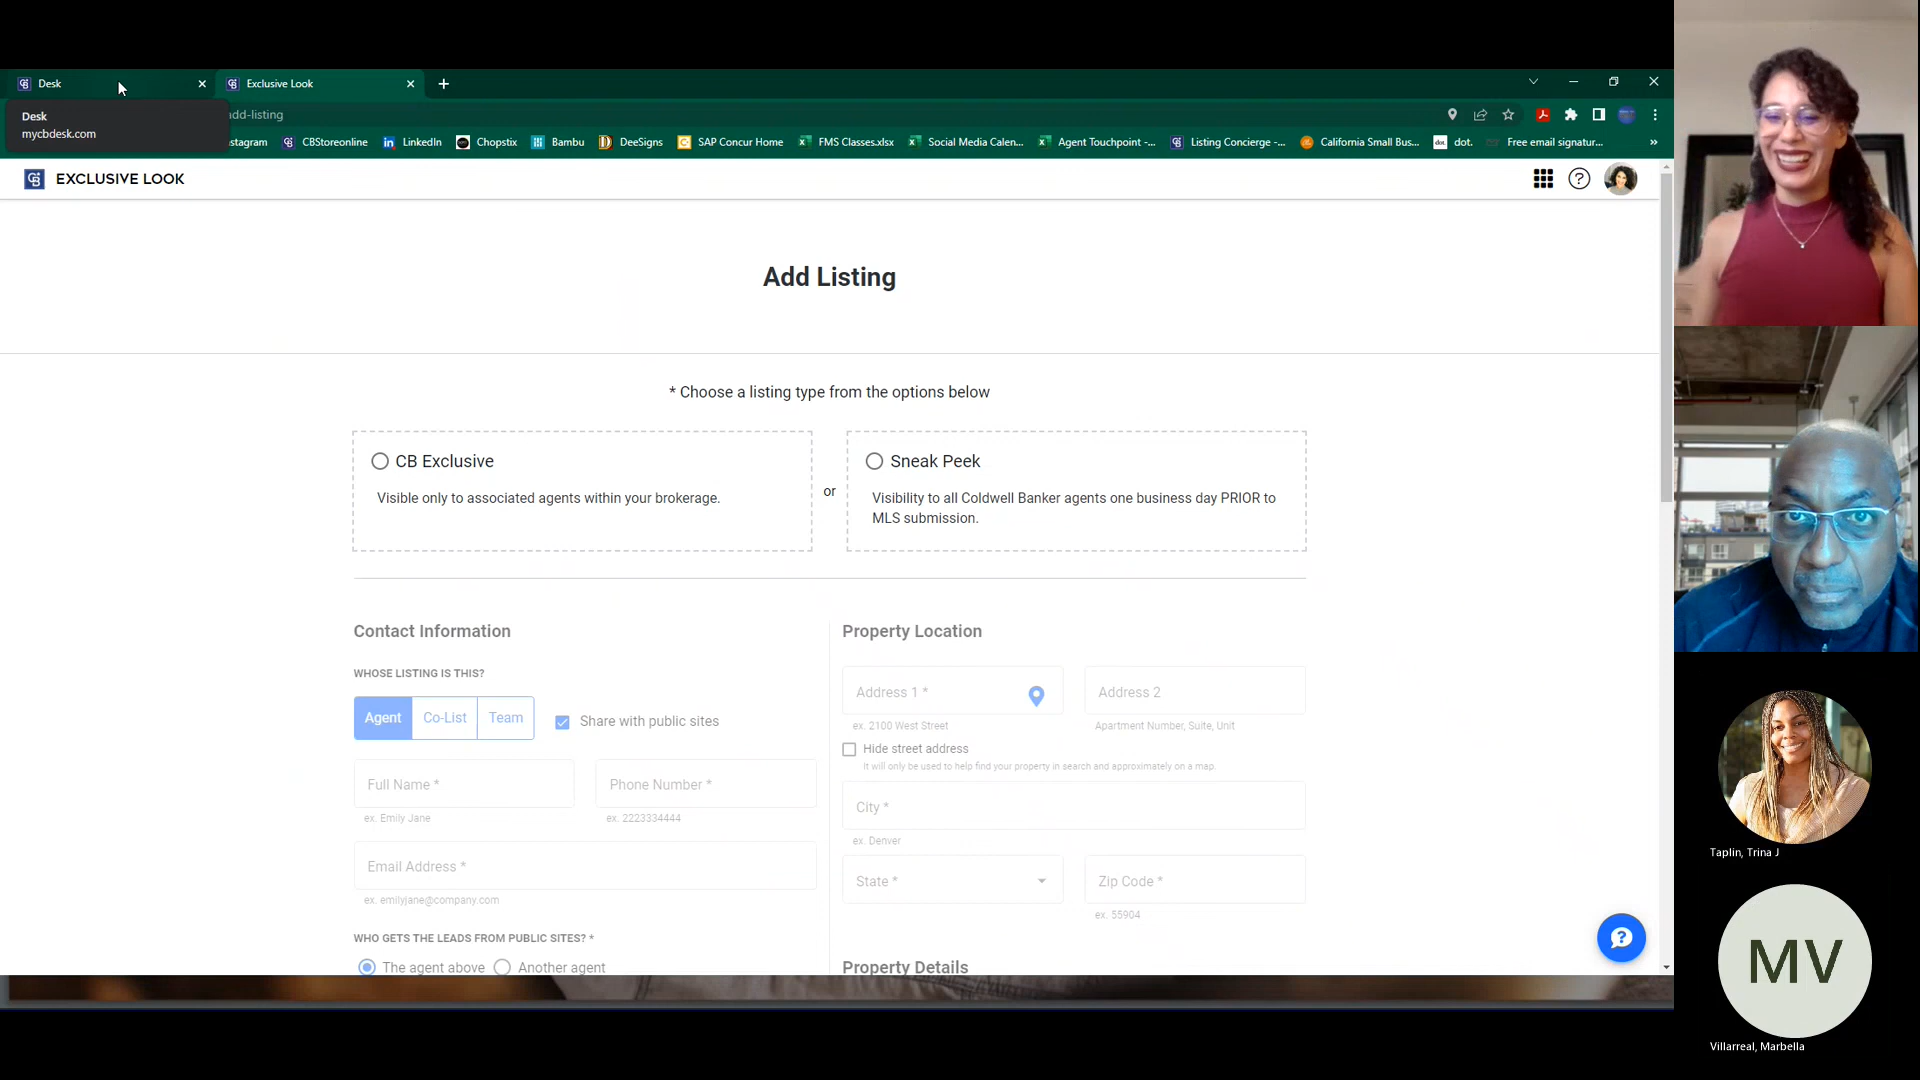 Desk
Exclusive Look
Desk
mycbdesk.com
add-listing
stagram
CBStoreonline
LinkedIn
Chopstix
Bambu
DeeSigns
SAP Concur Home
FMS Classes.xlsx
Social Media Calen...
Agent Touchpoint -...
Listing Concierge -...
California Small Bus...
dot.
Free email signatur...
EXCLUSIVE LOOK
Add Listing
* Choose a listing type from the options below
CB Exclusive
Visible only to associated agents within your brokerage.
or
Sneak Peek
Visibility to all Coldwell Banker agents one business day PRIOR to
MLS submission.
Contact Information
WHOSE LISTING IS THIS?
Agent
Co-List
Team
Share with public sites
Full Name *
ex. Emily Jane
Phone Number *
ex. 2223334444
Email Address *
ex. emilyjane@company.com
WHO GETS THE LEADS FROM PUBLIC SITES? *
The agent above
Another agent
Property Location
Address 1 *
ex. 2100 West Street
Address 2
Apartment Number, Suite, Unit
Hide street address
It will only be used to help find your property in search and approximately on a map.
City *
ex. Denver
State *
Zip Code *
ex. 55904
Property Details
Taplin, Trina J
MV
Villarreal, Marbella